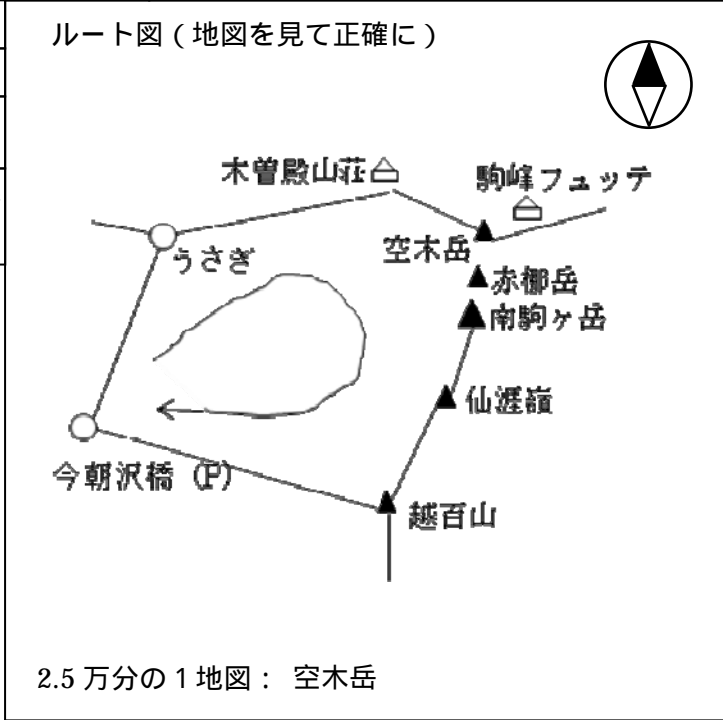 ルート図(地図を見て正確に)
木曽殿山荘
駒峰フュッテ
うさぎ
空木岳
赤梛岳
南駒ヶ岳
仙涯嶺
今朝沢橋 (P)
越百山
2.5 万分の 1 地図: 空木岳